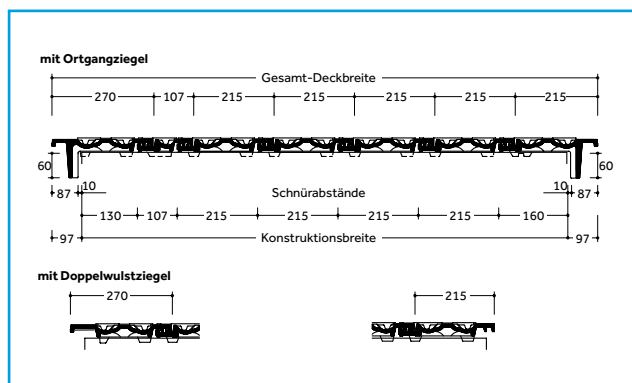 mit Ortgangziegel
Gesamt-Deckbreite
270 107 215 215 215 215 215
60 60
10 10
87 Schnürabstände 87
130 107 215 215 215 215 160
97 Konstruktionsbreite 97
mit Doppelwulstziegel
270 215